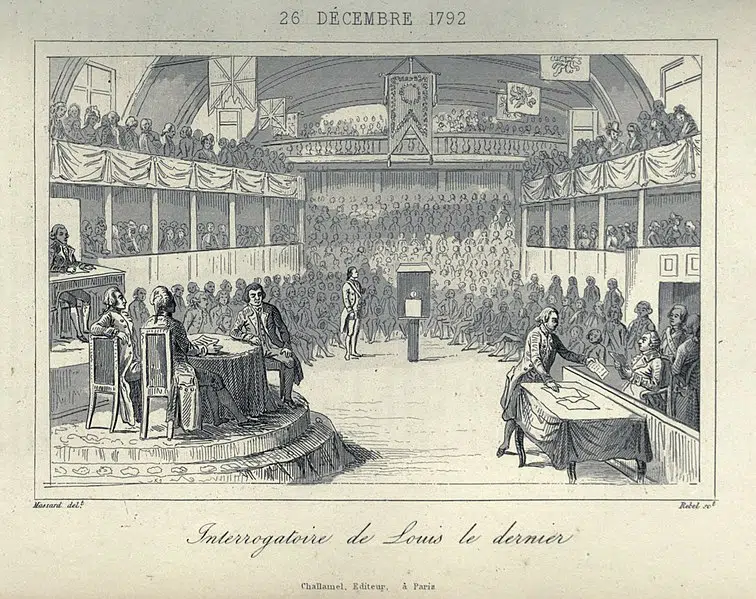 26 DÉCEMBRE 1792
Massard del.t
Rebel sc.t
Interrogatoire de Louis le dernier
Challamel, Editeur, à Paris